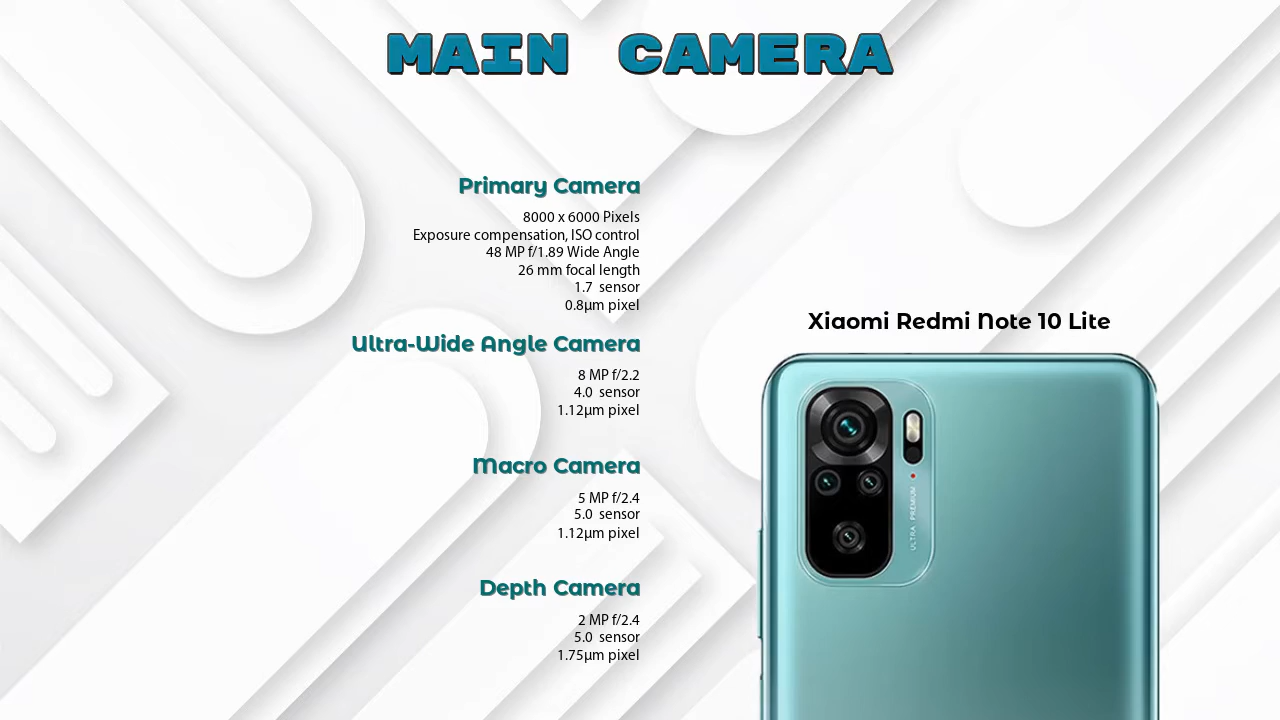 MAIN CAMERA
Primary Camera
8000 x 6000 Pixels
Exposure compensation, ISO control
48 MP f/1.89 Wide Angle
26 mm focal length
1.7 sensor
0.8µm pixel
Ultra-Wide Angle Camera
8 MP f/2.2
4.0 sensor
1.12µm pixel
Macro Camera
5 MP f/2.4
5.0 sensor
1.12µm pixel
Depth Camera
2 MP f/2.4
5.0 sensor
1.75µm pixel
Xiaomi Redmi Note 10 Lite
ULTRA PREMIUM